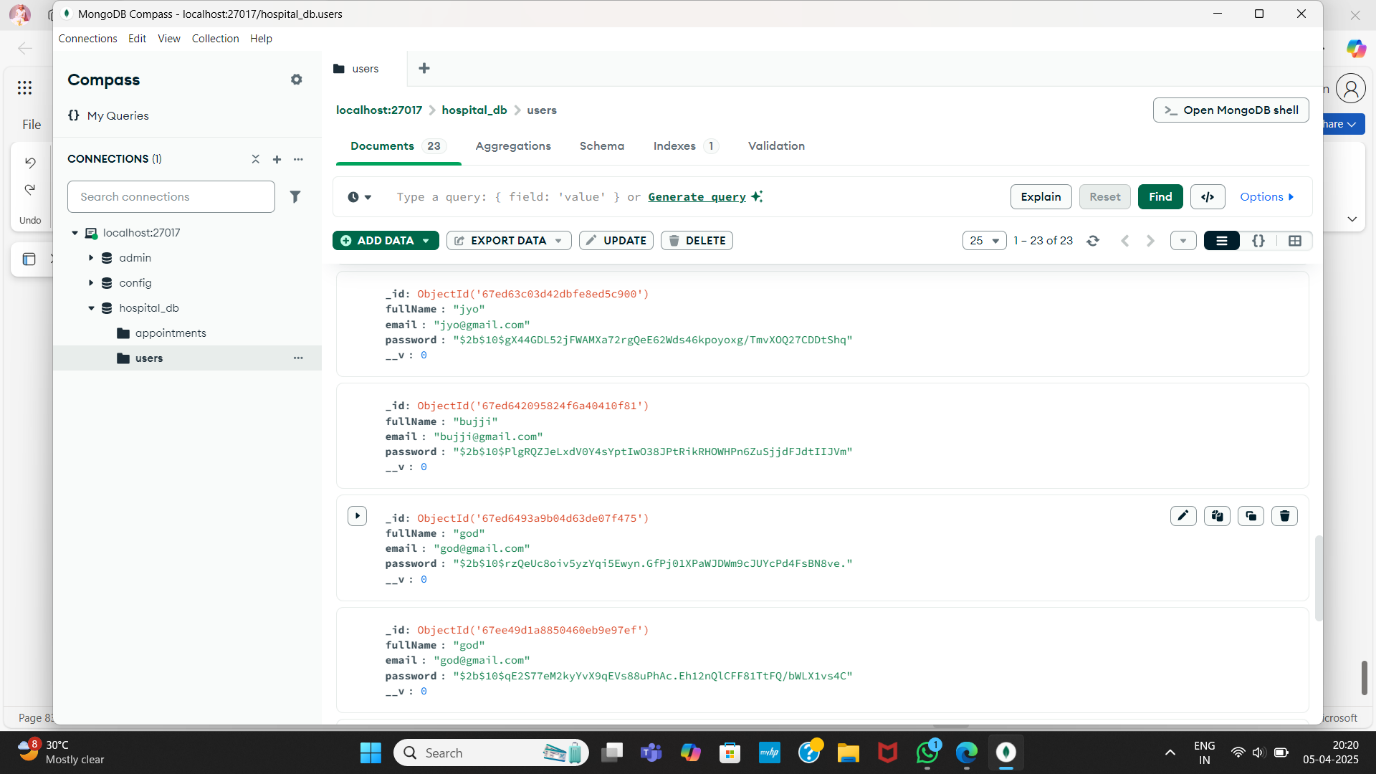 MongoDB Compass - localhost:27017/hospital_db.users
Connections Edit View Collection Help
Compass
My Queries
CONNECTIONS (1)
Search connections
localhost:27017
admin
config
hospital_db
appointments
users
users
localhost:27017 > hospital_db > users
>_ Open MongoDB shell
Documents 23 Aggregations Schema Indexes 1 Validation
Type a query: { field: 'value' } or Generate query
Explain Reset Find </> Options
ADD DATA EXPORT DATA UPDATE DELETE
25 1 – 23 of 23
_id: ObjectId('67ed63c03d42dbfe8ed5c900')
fullName : "jyo"
email : "jyo@gmail.com"
password : "$2b$10$gX44GDL52jFWAMXa72rgQeE62Wds46kpoyoxg/TmvXOQ27CDDtShq"
__v : 0
_id: ObjectId('67ed642095824f6a40410f81')
fullName : "bujji"
email : "bujji@gmail.com"
password : "$2b$10$PlgRQZJeLxdV0Y4sYptIwO38JPtRikRHOWHPn6ZuSjjdFJdtIIJVm"
__v : 0
_id: ObjectId('67ed6493a9b04d63de07f475')
fullName : "god"
email : "god@gmail.com"
password : "$2b$10$rzQeUc8oiv5yzYqi5Ewyn.GfPj01XPaWJDWm9cJUYcPd4FsBN8ve."
__v : 0
_id: ObjectId('67ee49d1a8850460eb9e97ef')
fullName : "god"
email : "god@gmail.com"
password : "$2b$10$qE2S77eM2kyYvX9qEVs88uPhAc.Eh12nQlCFF81TtFQ/bWLX1vs4C"
__v : 0
File
Undo
hare
Page 8
crosoft
8
30°C
Mostly clear
Search
myhp
1
ENG
IN
20:20
05-04-2025